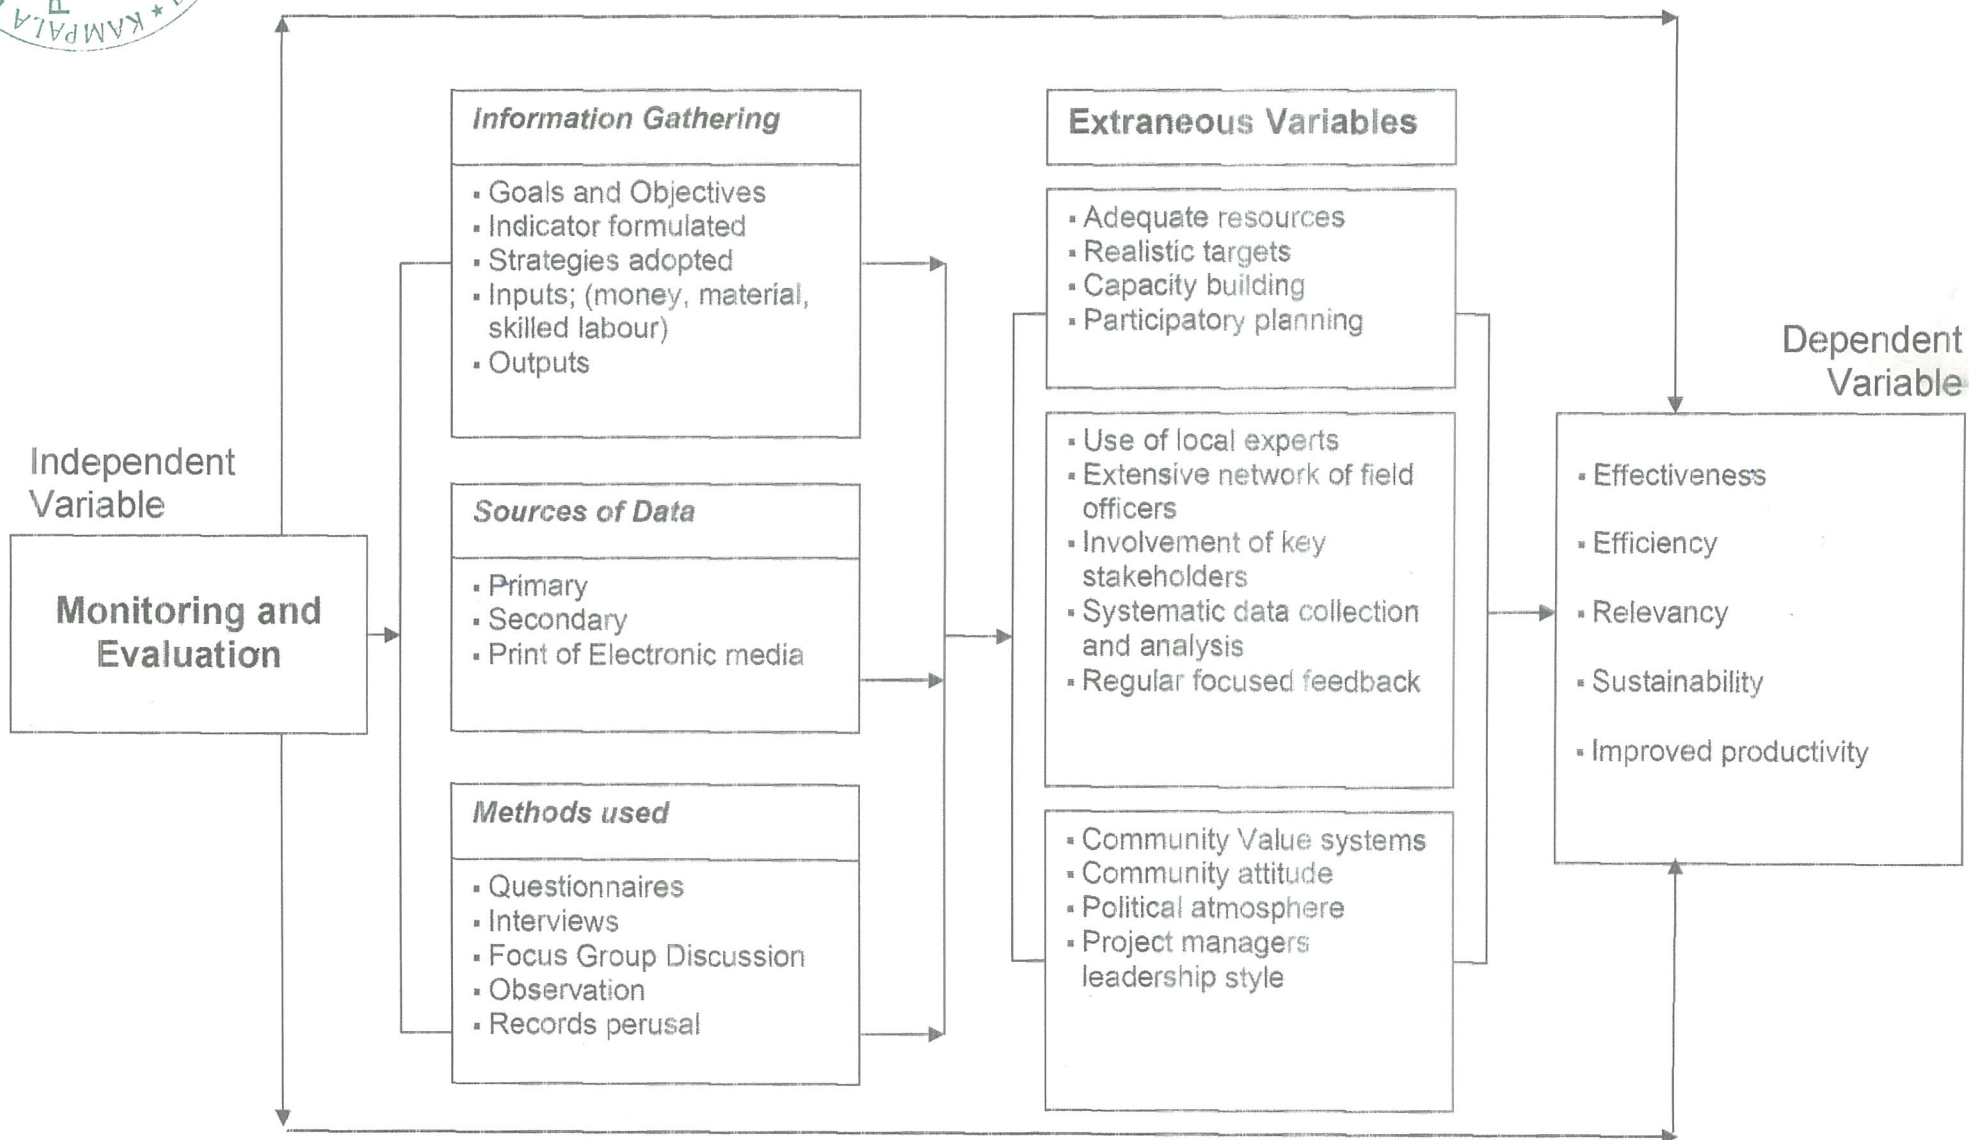 KAMPALA
P
Independent
Variable
Monitoring and
Evaluation
Information Gathering
▪ Goals and Objectives
▪ Indicator formulated
▪ Strategies adopted
▪ Inputs; (money, material,
skilled labour)
▪ Outputs
Sources of Data
▪ Primary
▪ Secondary
▪ Print of Electronic media
Methods used
▪ Questionnaires
▪ Interviews
▪ Focus Group Discussion
▪ Observation
▪ Records perusal
Extraneous Variables
▪ Adequate resources
▪ Realistic targets
▪ Capacity building
▪ Participatory planning
▪ Use of local experts
▪ Extensive network of field
officers
▪ Involvement of key
stakeholders
▪ Systematic data collection
and analysis
▪ Regular focused feedback
▪ Community Value systems
▪ Community attitude
▪ Political atmosphere
▪ Project managers
leadership style
Dependent
Variable
▪ Effectiveness
▪ Efficiency
▪ Relevancy
▪ Sustainability
▪ Improved productivity